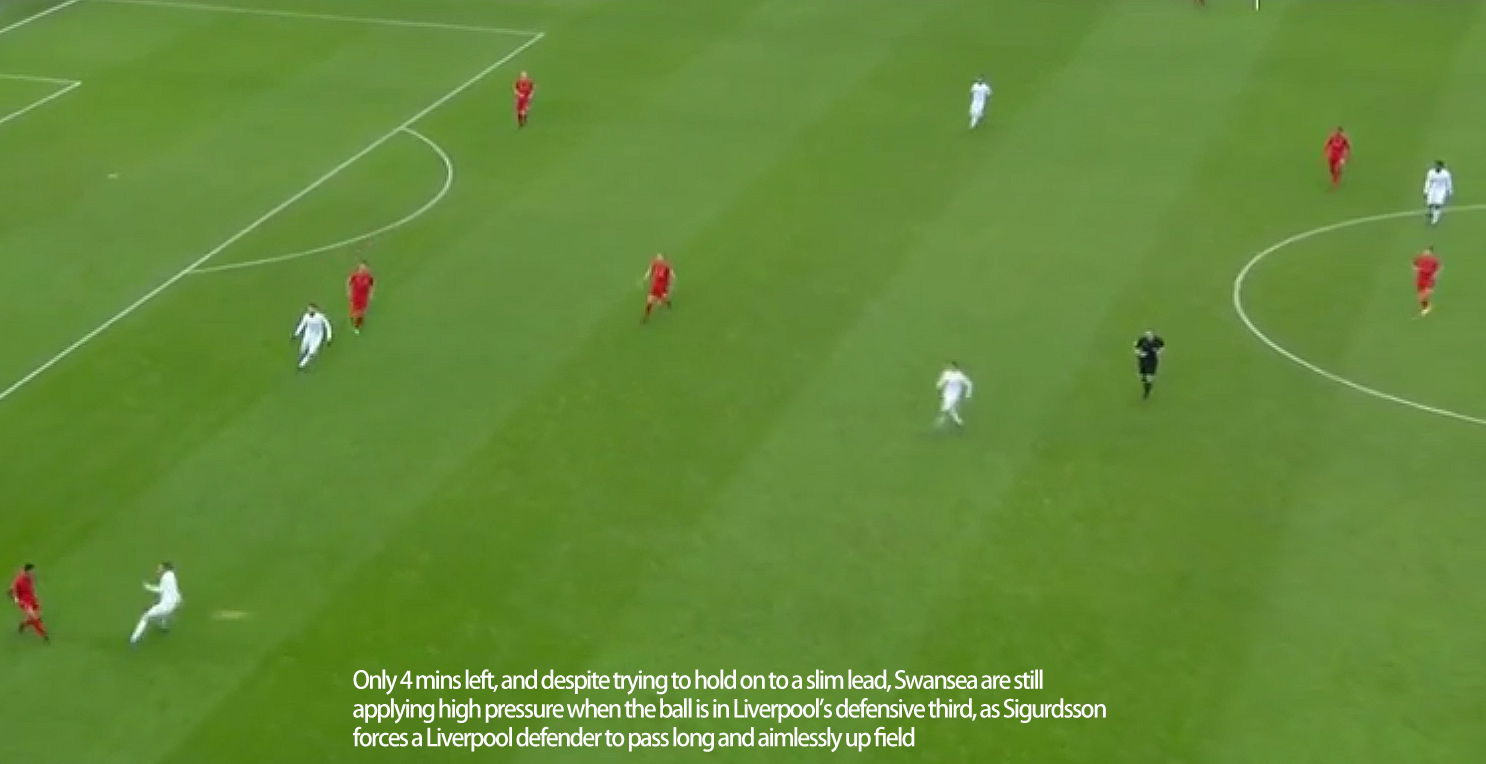 Only 4 mins left, and despite trying to hold on to a slim lead, Swansea are still
applying high pressure when the ball is in Liverpool’s defensive third, as Sigurdsson
forces a Liverpool defender to pass long and aimlessly up field